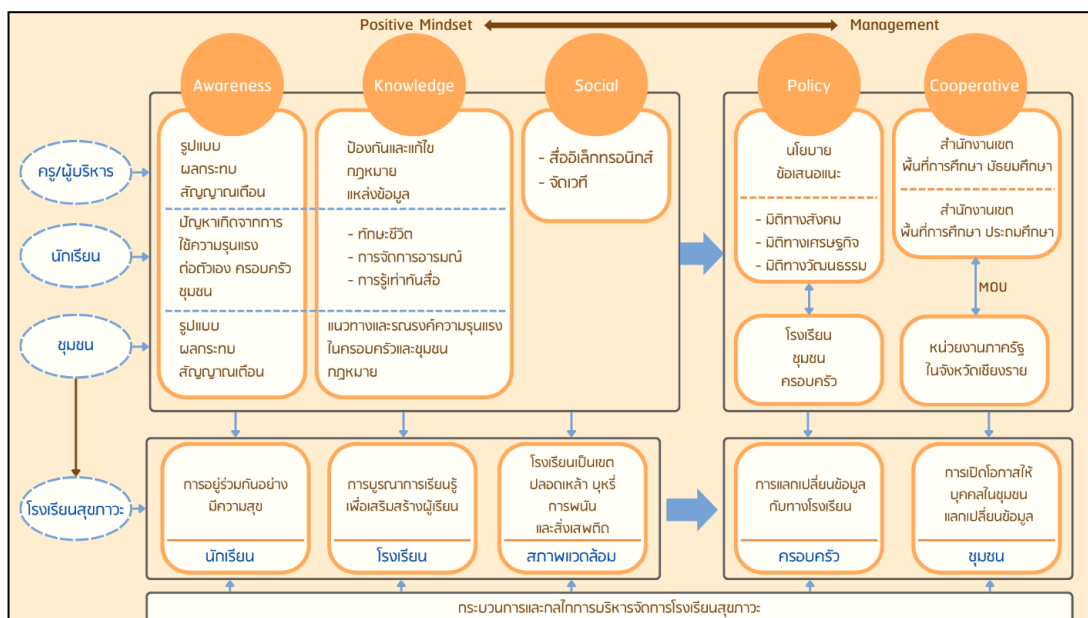 Positive Mindset
Management
Awareness
Knowledge
Social
Policy
Cooperative
ครู/ผู้บริหาร
นักเรียน
ชุมชน
โรงเรียนสุขภาวะ
รูปแบบ
ผลกระทบ
สัญญาณเตือน
ปัญหาเกิดจากการ
ใช้ความรุนแรง
ต่อตัวเอง ครอบครัว
ชุมชน
รูปแบบ
ผลกระทบ
สัญญาณเตือน
ป้องกันและแก้ไข
กฎหมาย
แหล่งข้อมูล
- ทักษะชีวิต
- การจัดการอารมณ์
- การรู้เท่าทันสื่อ
แนวทางและรณรงค์ความรุนแรง
ในครอบครัวและชุมชน
กฎหมาย
- สื่ออิเล็กทรอนิกส์
- จัดเวที
นโยบาย
ข้อเสนอแนะ
- มิติทางสังคม
- มิติทางเศรษฐกิจ
- มิติทางวัฒนธรรม
โรงเรียน
ชุมชน
ครอบครัว
สำนักงานเขต
พื้นที่การศึกษา มัธยมศึกษา
สำนักงานเขต
พื้นที่การศึกษา ประถมศึกษา
MOU
หน่วยงานภาครัฐ
ในจังหวัดเชียงราย
การอยู่ร่วมกันอย่าง
มีความสุข
นักเรียน
การบูรณาการเรียนรู้
เพื่อเสริมสร้างผู้เรียน
โรงเรียน
โรงเรียนเป็นเขต
ปลอดเหล้า บุหรี่
การพนัน
และสิ่งเสพติด
สภาพแวดล้อม
การแลกเปลี่ยนข้อมูล
กับทางโรงเรียน
ครอบครัว
การเปิดโอกาสให้
บุคคลในชุมชน
แลกเปลี่ยนข้อมูล
ชุมชน
กระบวนการและกลไกการบริหารจัดการโรงเรียนสุขภาวะ